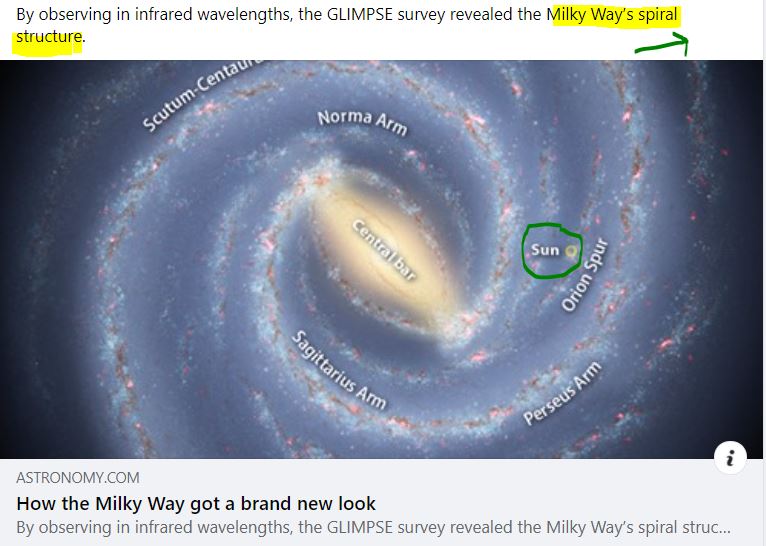 By observing in infrared wavelengths, the GLIMPSE survey revealed the Milky Way's spiral
structure.
Scutum-Centauru
Norma Arm
Central bar
Sun
Orion Spur
Sagittarius Arm
Perseus Arm
i
ASTRONOMY.COM
How the Milky Way got a brand new look
By observing in infrared wavelengths, the GLIMPSE survey revealed the Milky Way's spiral struc...